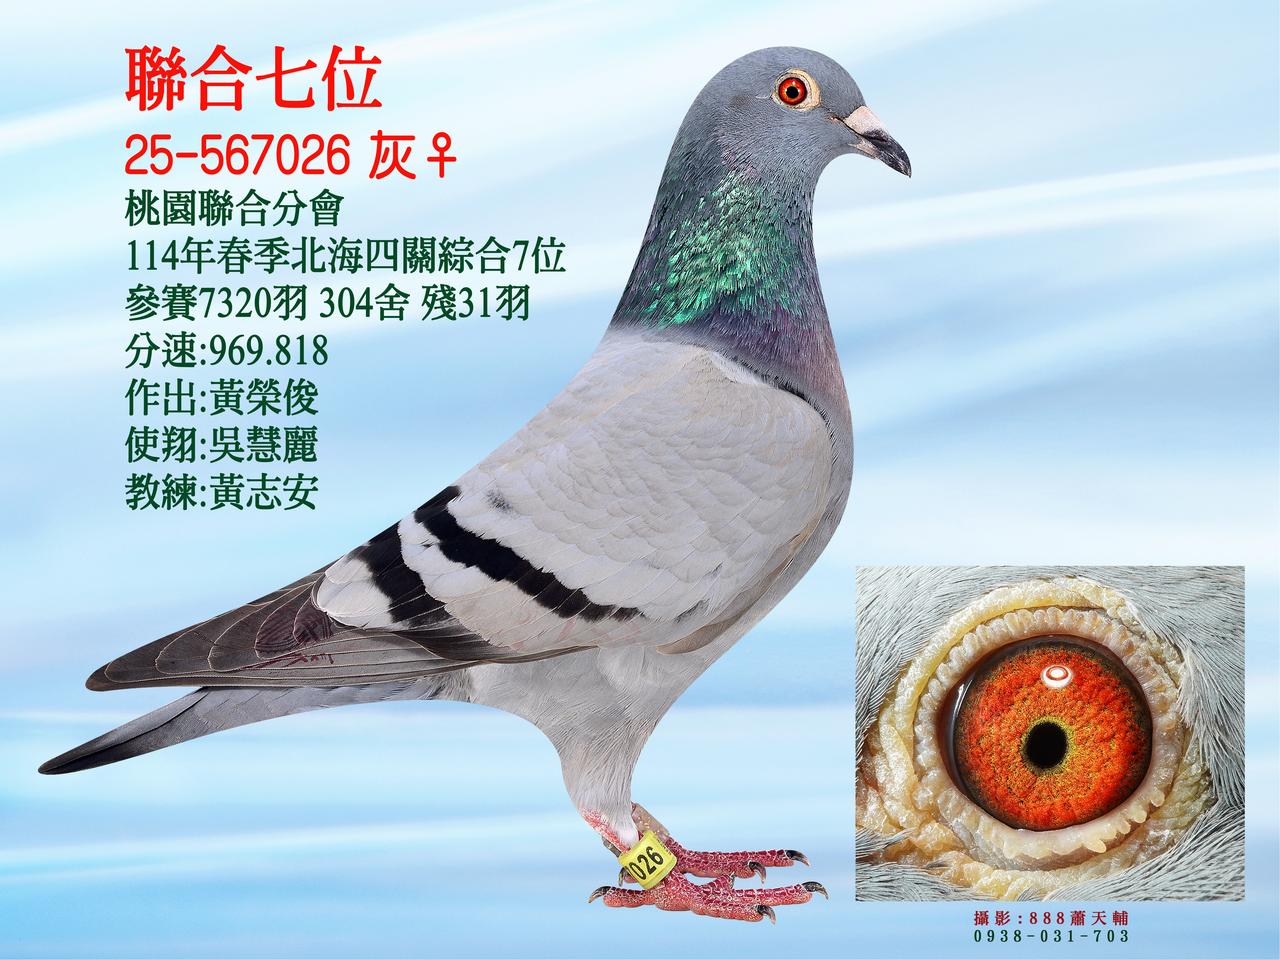 聯合七位
25-567026 灰♀
桃園聯合分會
114年春季北海四關綜合7位
參賽7320羽 304舍 殘31羽
分速:969.818
作出:黃榮俊
使翔:吳慧麗
教練:黃志安
026
攝影:888蕭天輔
0938-031-703